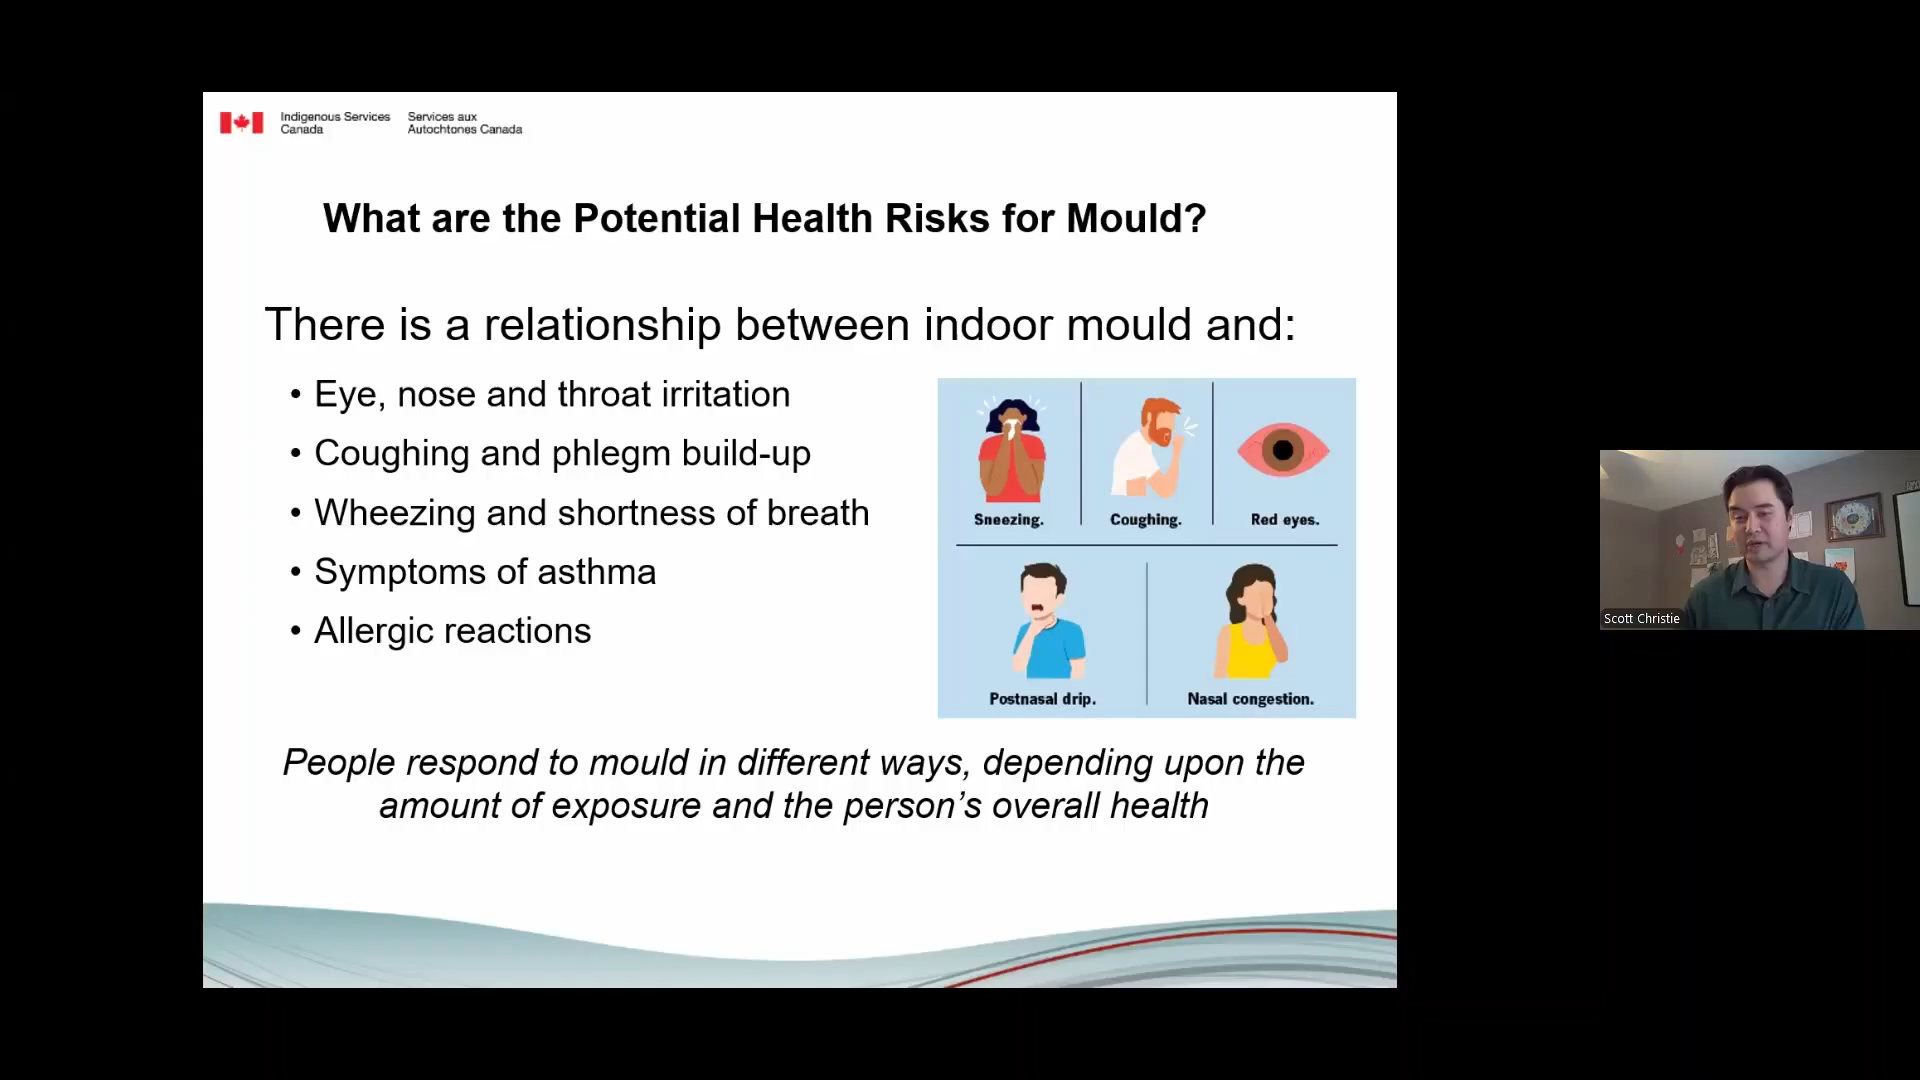 Indigenous Services
Canada
Services aux
Autochtones Canada
What are the Potential Health Risks for Mould?
There is a relationship between indoor mould and:
• Eye, nose and throat irritation
• Coughing and phlegm build-up
• Wheezing and shortness of breath
• Symptoms of asthma
• Allergic reactions
Sneezing.
Coughing.
Red eyes.
Postnasal drip.
Nasal congestion.
People respond to mould in different ways, depending upon the
amount of exposure and the person’s overall health
Scott Christie